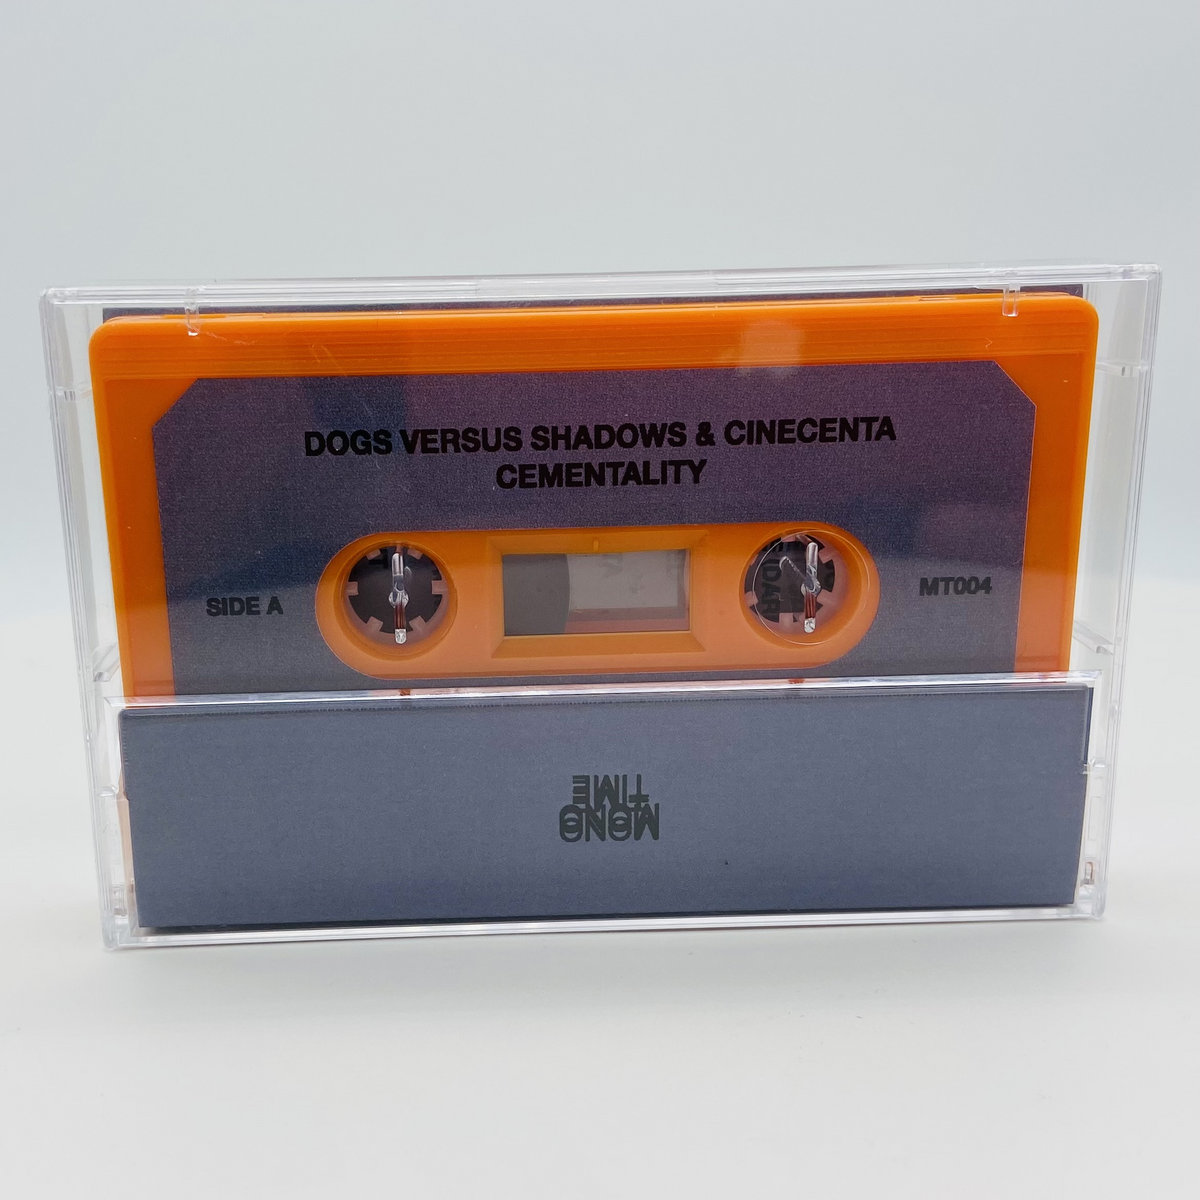 DOGS VERSUS SHADOWS & CINECENTA
CEMENTALITY
SIDE A
MT004
MONO
TIME